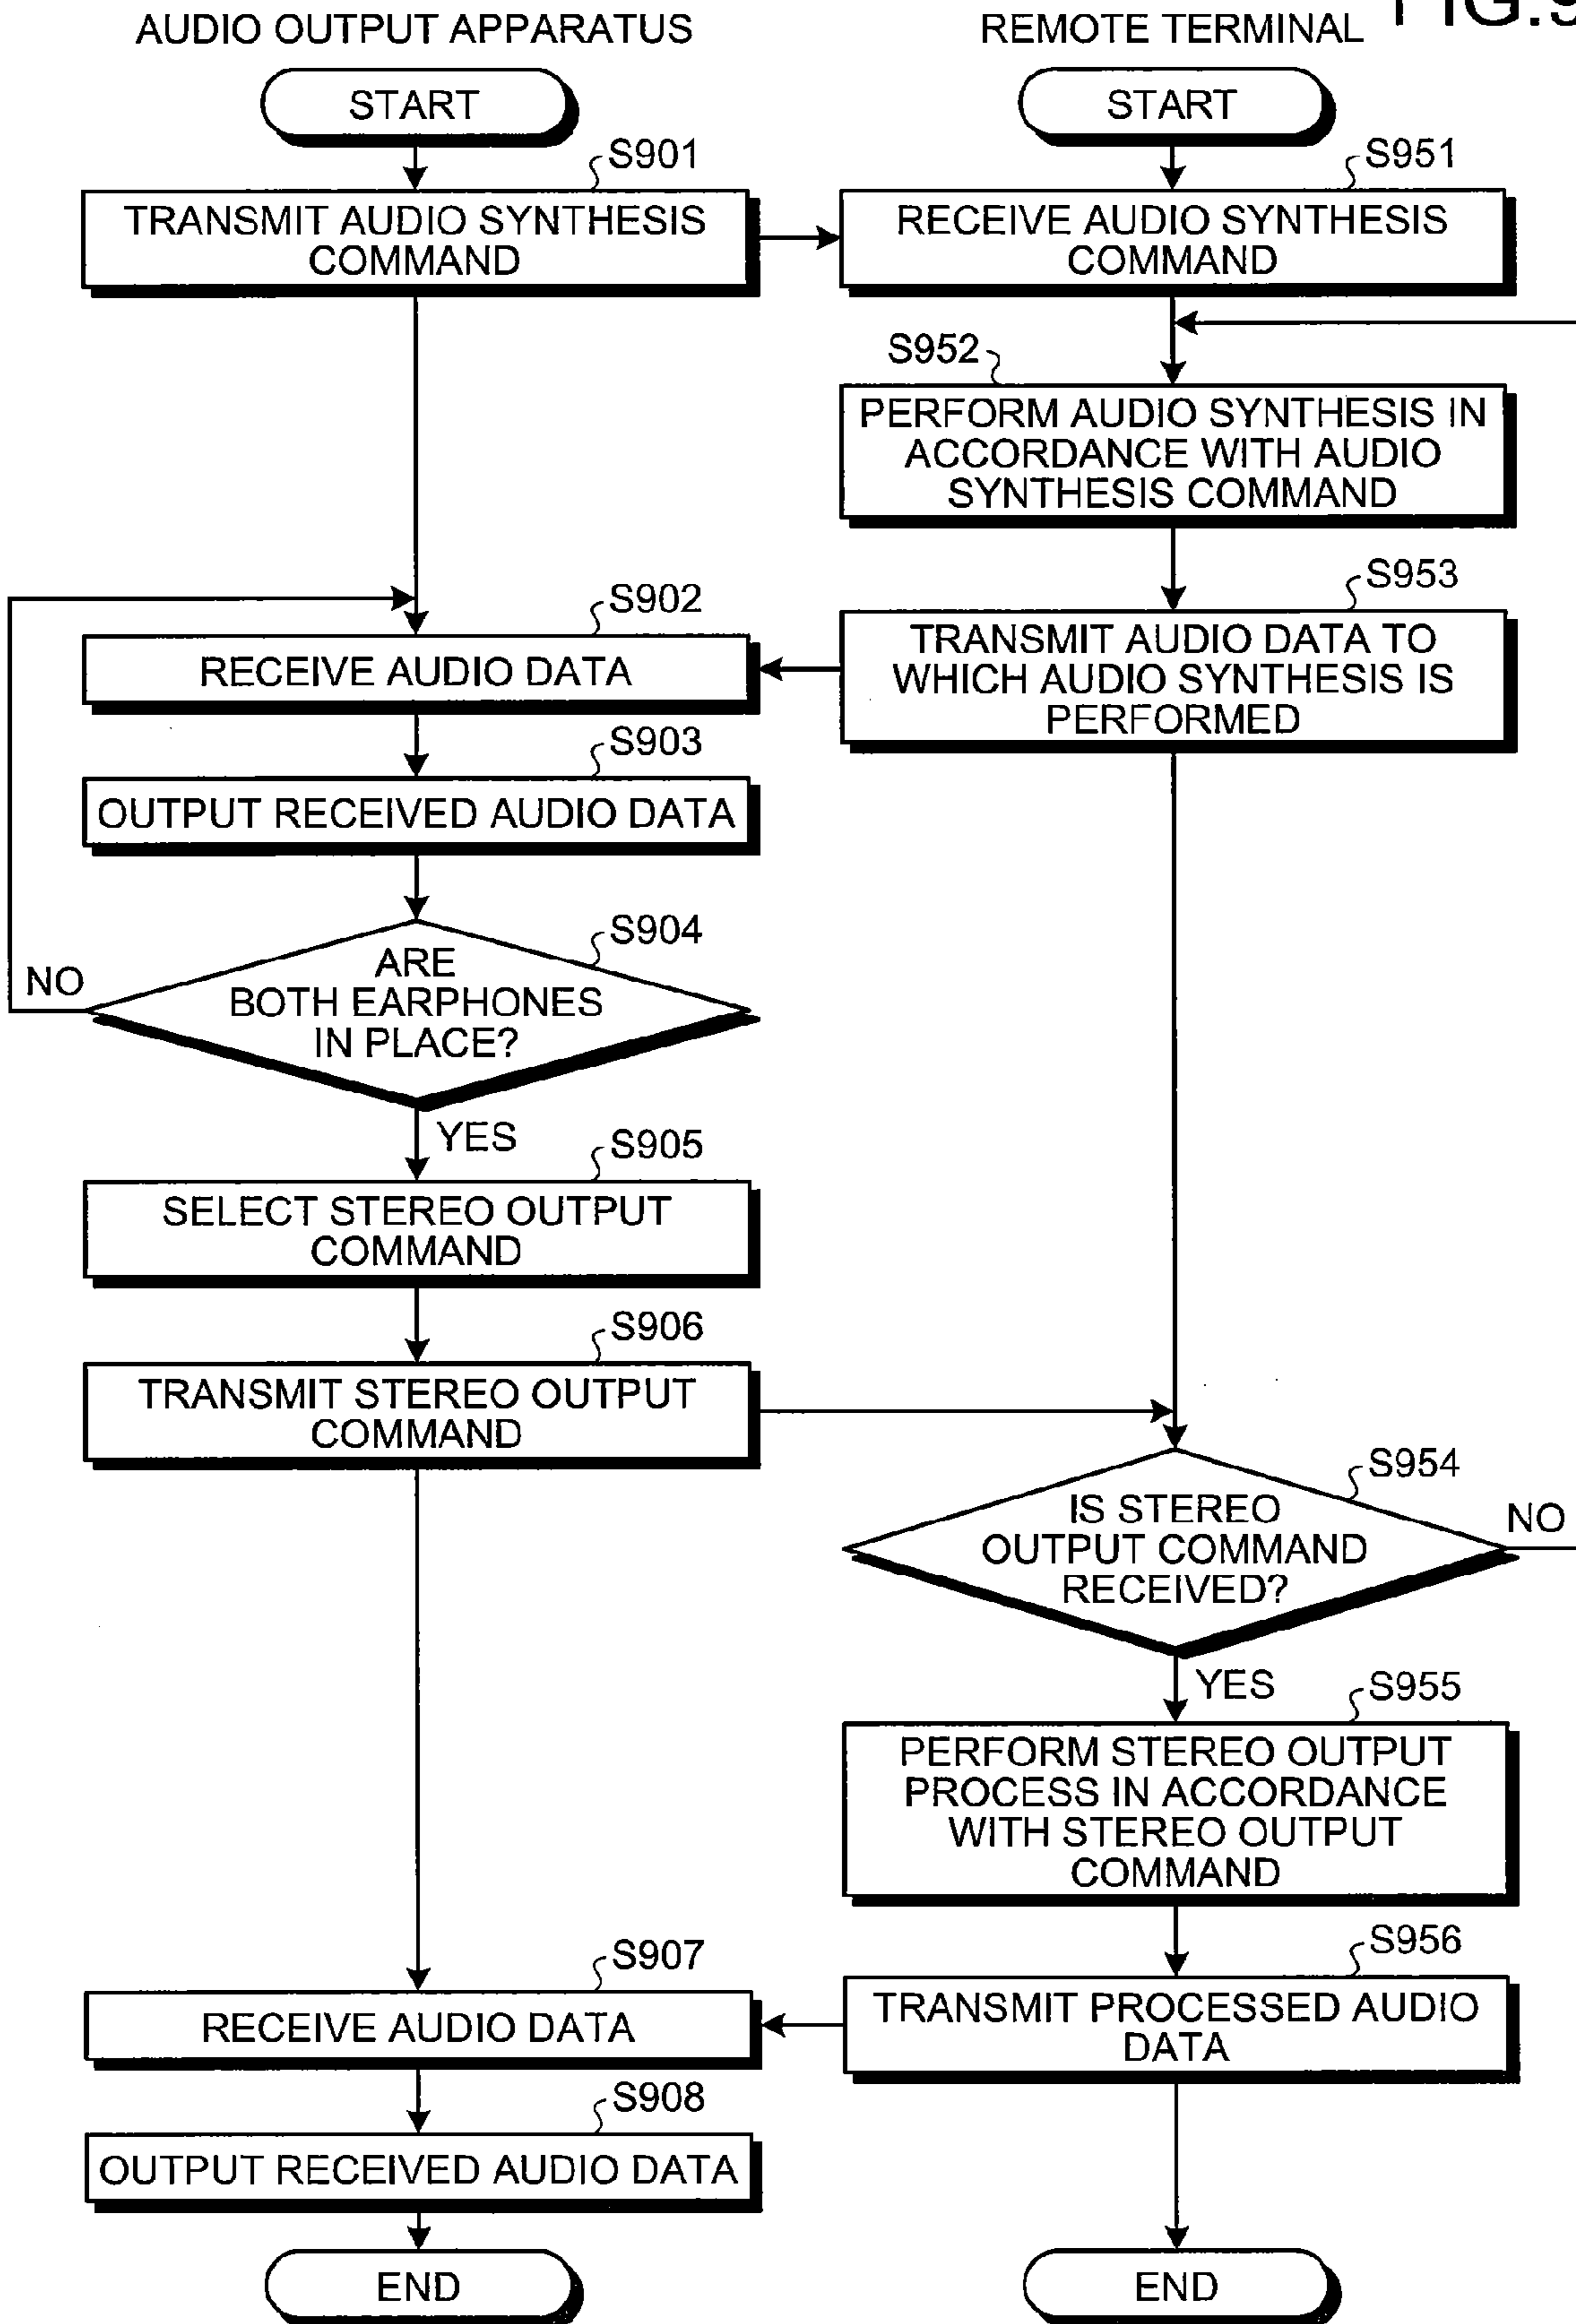 FIG.9
AUDIO OUTPUT APPARATUS
REMOTE TERMINAL
START
START
S901
S951
TRANSMIT AUDIO SYNTHESIS
COMMAND
RECEIVE AUDIO SYNTHESIS
COMMAND
S952
PERFORM AUDIO SYNTHESIS IN
ACCORDANCE WITH AUDIO
SYNTHESIS COMMAND
S902
S953
RECEIVE AUDIO DATA
TRANSMIT AUDIO DATA TO
WHICH AUDIO SYNTHESIS IS
PERFORMED
S903
OUTPUT RECEIVED AUDIO DATA
S904
ARE
BOTH EARPHONES
IN PLACE?
NO
YES
S905
SELECT STEREO OUTPUT
COMMAND
S906
TRANSMIT STEREO OUTPUT
COMMAND
S954
IS STEREO
OUTPUT COMMAND
RECEIVED?
NO
YES
S955
PERFORM STEREO OUTPUT
PROCESS IN ACCORDANCE
WITH STEREO OUTPUT
COMMAND
S907
S956
RECEIVE AUDIO DATA
TRANSMIT PROCESSED AUDIO
DATA
S908
OUTPUT RECEIVED AUDIO DATA
END
END